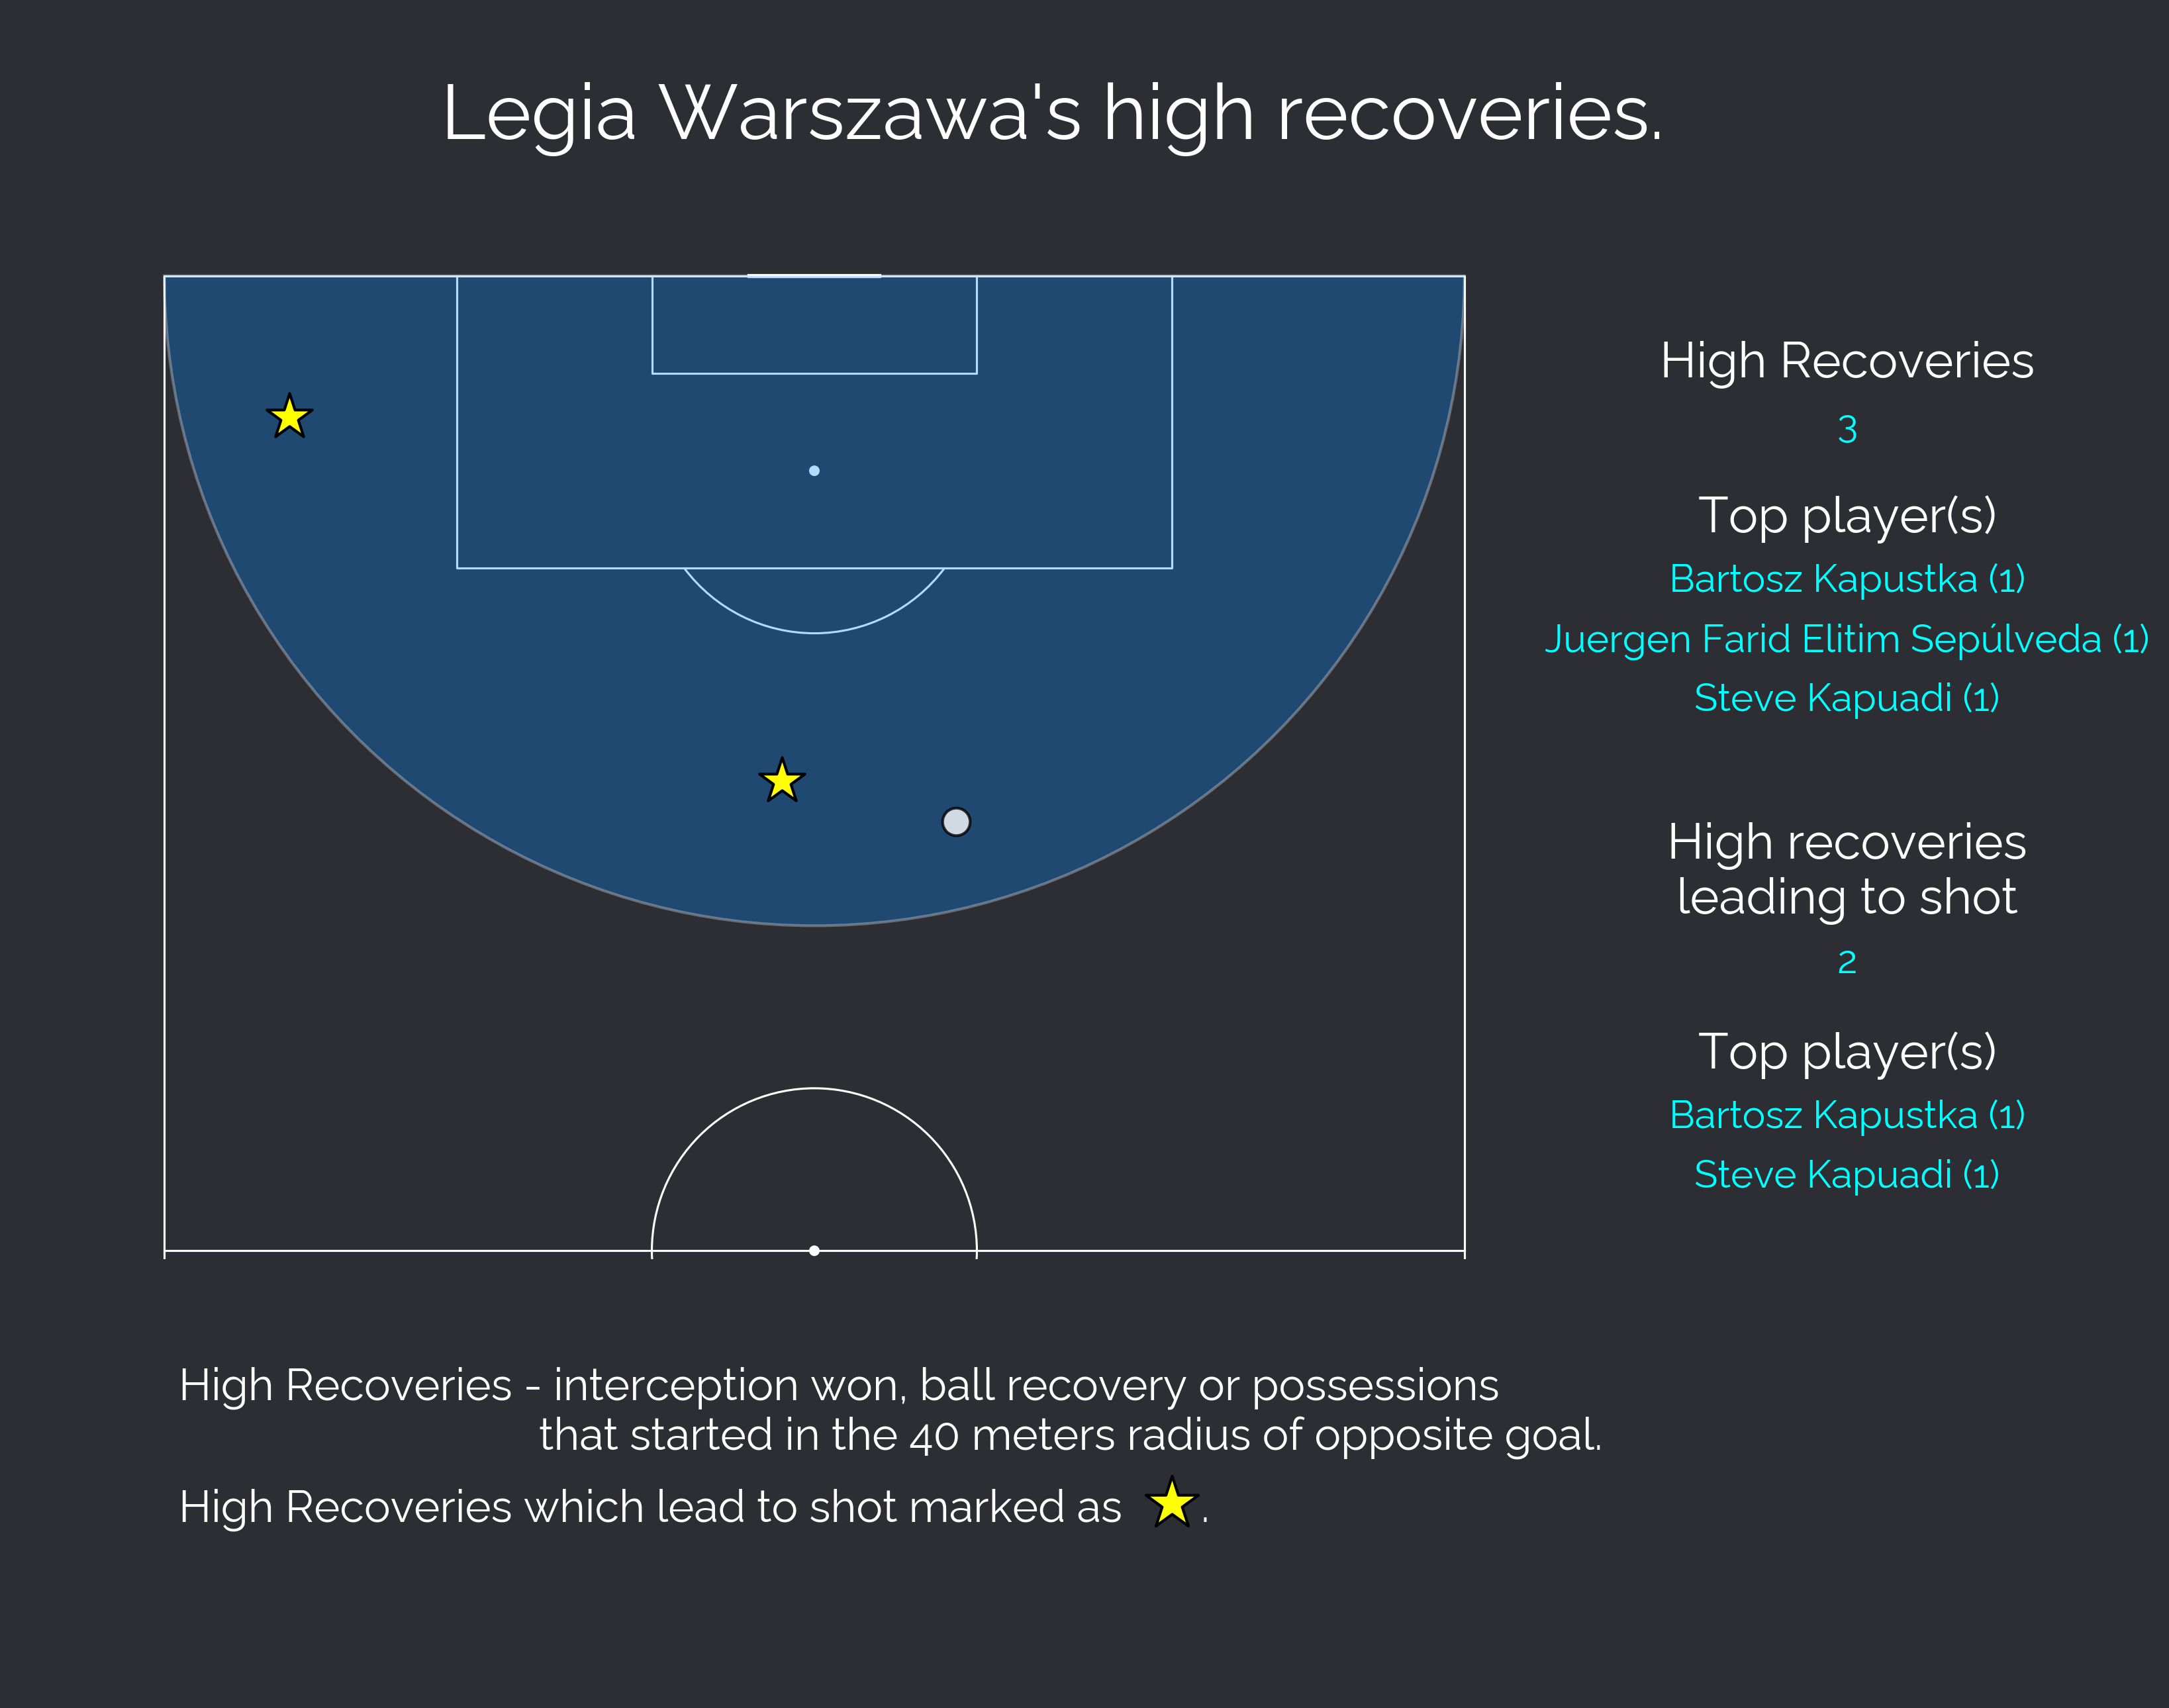 Legia Warszawa's high recoveries.
High Recoveries
3
Top player(s)
Bartosz Kapustka (1)
Juergen Farid Elitim Sepúlveda (1)
Steve Kapuadi (1)
High recoveries
leading to shot
2
Top player(s)
Bartosz Kapustka (1)
Steve Kapuadi (1)
High Recoveries - interception won, ball recovery or possessions
that started in the 40 meters radius of opposite goal.
High Recoveries which lead to shot marked as .